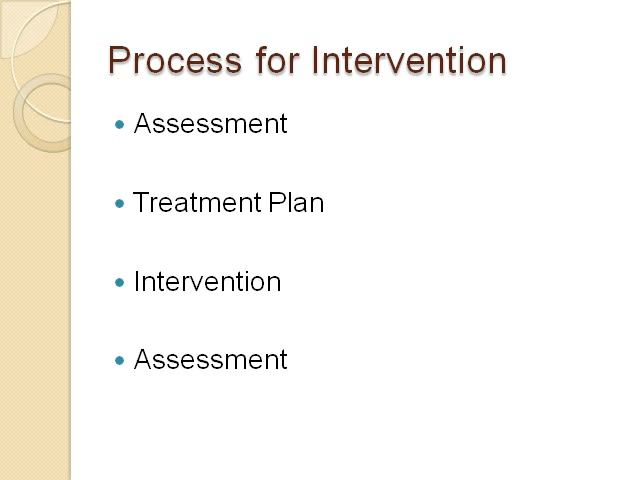 Process for Intervention
Assessment
Treatment Plan
Intervention
Assessment